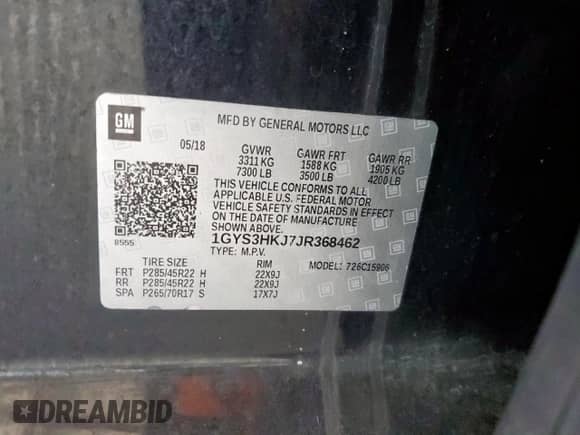 GM
MFD BY GENERAL MOTORS LLC
05/18 GVWR GAWR FRT GAWR RR
3311 KG 1588 KG 1905 KG
7300 LB 3500 LB 4200 LB
THIS VEHICLE CONFORMS TO ALL
APPLICABLE U.S. FEDERAL MOTOR
VEHICLE SAFETY STANDARDS IN EFFECT
ON THE DATE OF MANUFACTURE
SHOWN ABOVE.
8555 1GYS3HKJ7JR368462
TYPE: M.P.V.
TIRE SIZE RIM MODEL: 726C15906
FRT P285/45R22 H 22X9J
RR P285/45R22 H 22X9J
SPA P265/70R17 S 17X7J
DREAMBID